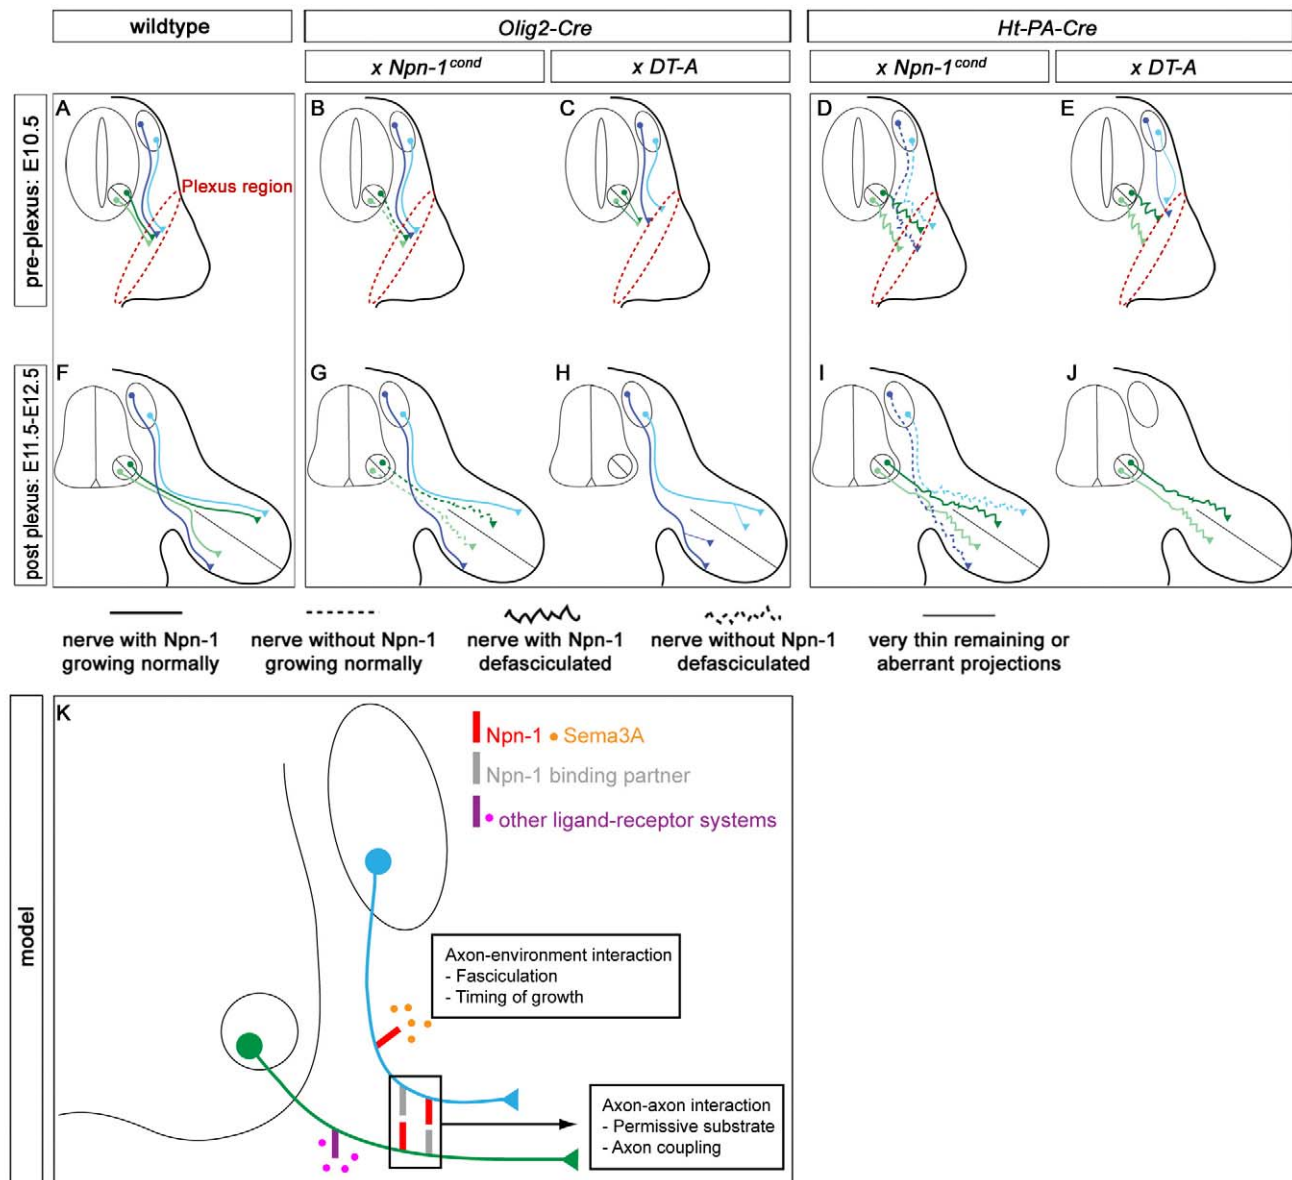 wildtype
Olig2-Cre
Ht-PA-Cre
x Npn-1cond
x DT-A
x Npn-1cond
x DT-A
pre-plexus: E10.5
A
Plexus region
B
C
D
E
post plexus: E11.5-E12.5
F
G
H
I
J
nerve with Npn-1
growing normally
nerve without Npn-1
growing normally
nerve with Npn-1
defasciculated
nerve without Npn-1
defasciculated
very thin remaining or
aberrant projections
model
K
Npn-1 Sema3A
Npn-1 binding partner
other ligand-receptor systems
Axon-environment interaction
- Fasciculation
- Timing of growth
Axon-axon interaction
- Permissive substrate
- Axon coupling